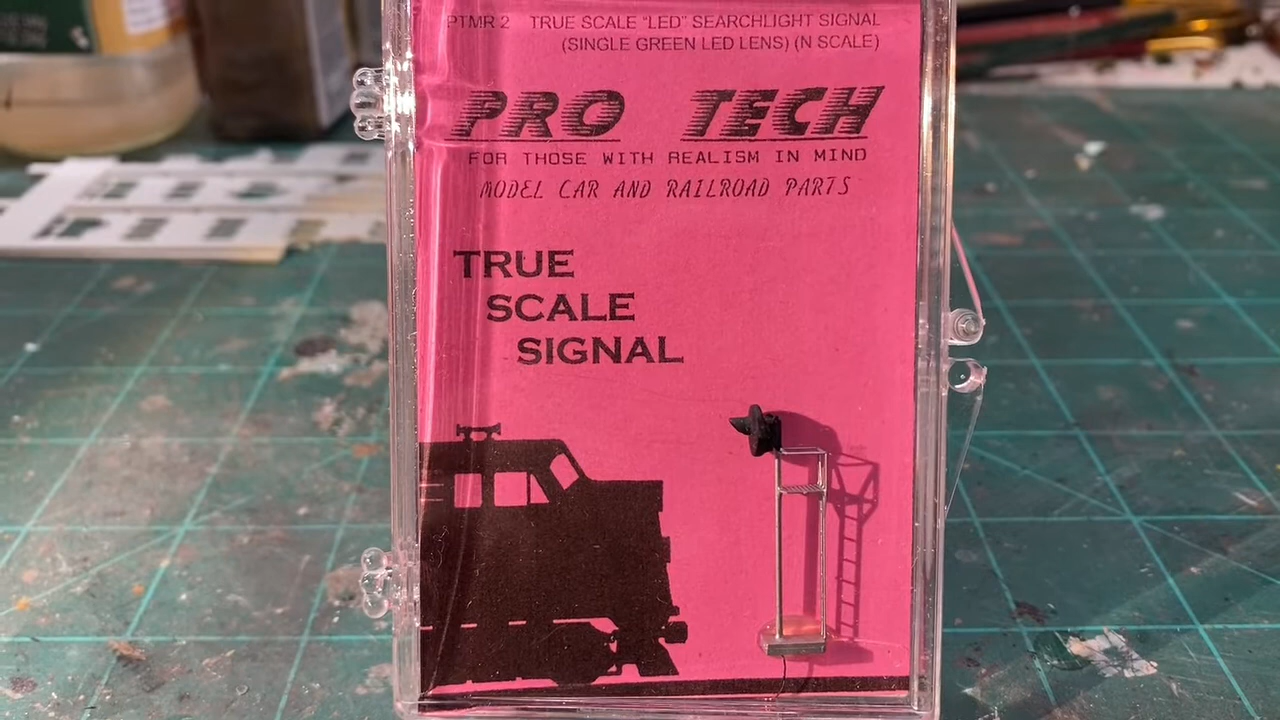 PTMR 2 TRUE SCALE "LED" SEARCHLIGHT SIGNAL
(SINGLE GREEN LED LENS) (N SCALE)
PRO TECH
FOR THOSE WITH REALISM IN MIND
MODEL CAR AND RAILROAD PARTS
TRUE
SCALE
SIGNAL